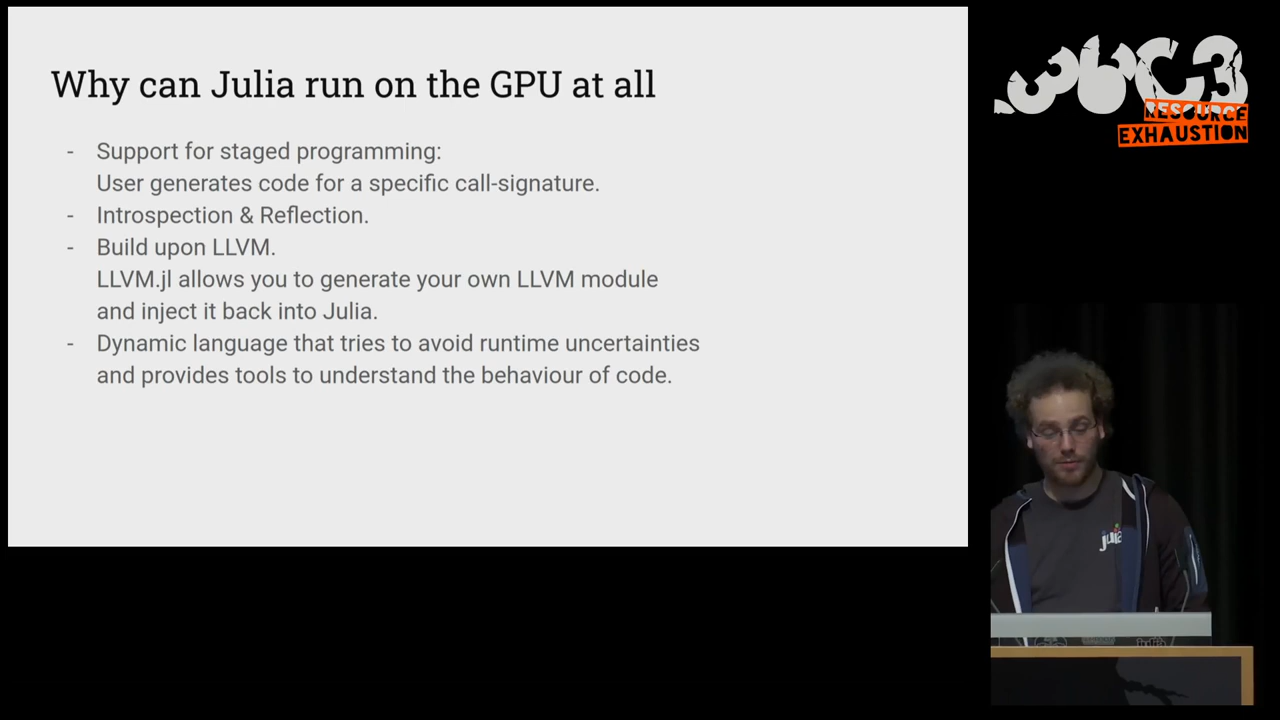 Why can Julia run on the GPU at all
- Support for staged programming:
User generates code for a specific call-signature.
- Introspection & Reflection.
- Build upon LLVM.
LLVM.jl allows you to generate your own LLVM module
and inject it back into Julia.
- Dynamic language that tries to avoid runtime uncertainties
and provides tools to understand the behaviour of code.
36C3
RESOURCE
EXHAUSTION
julia